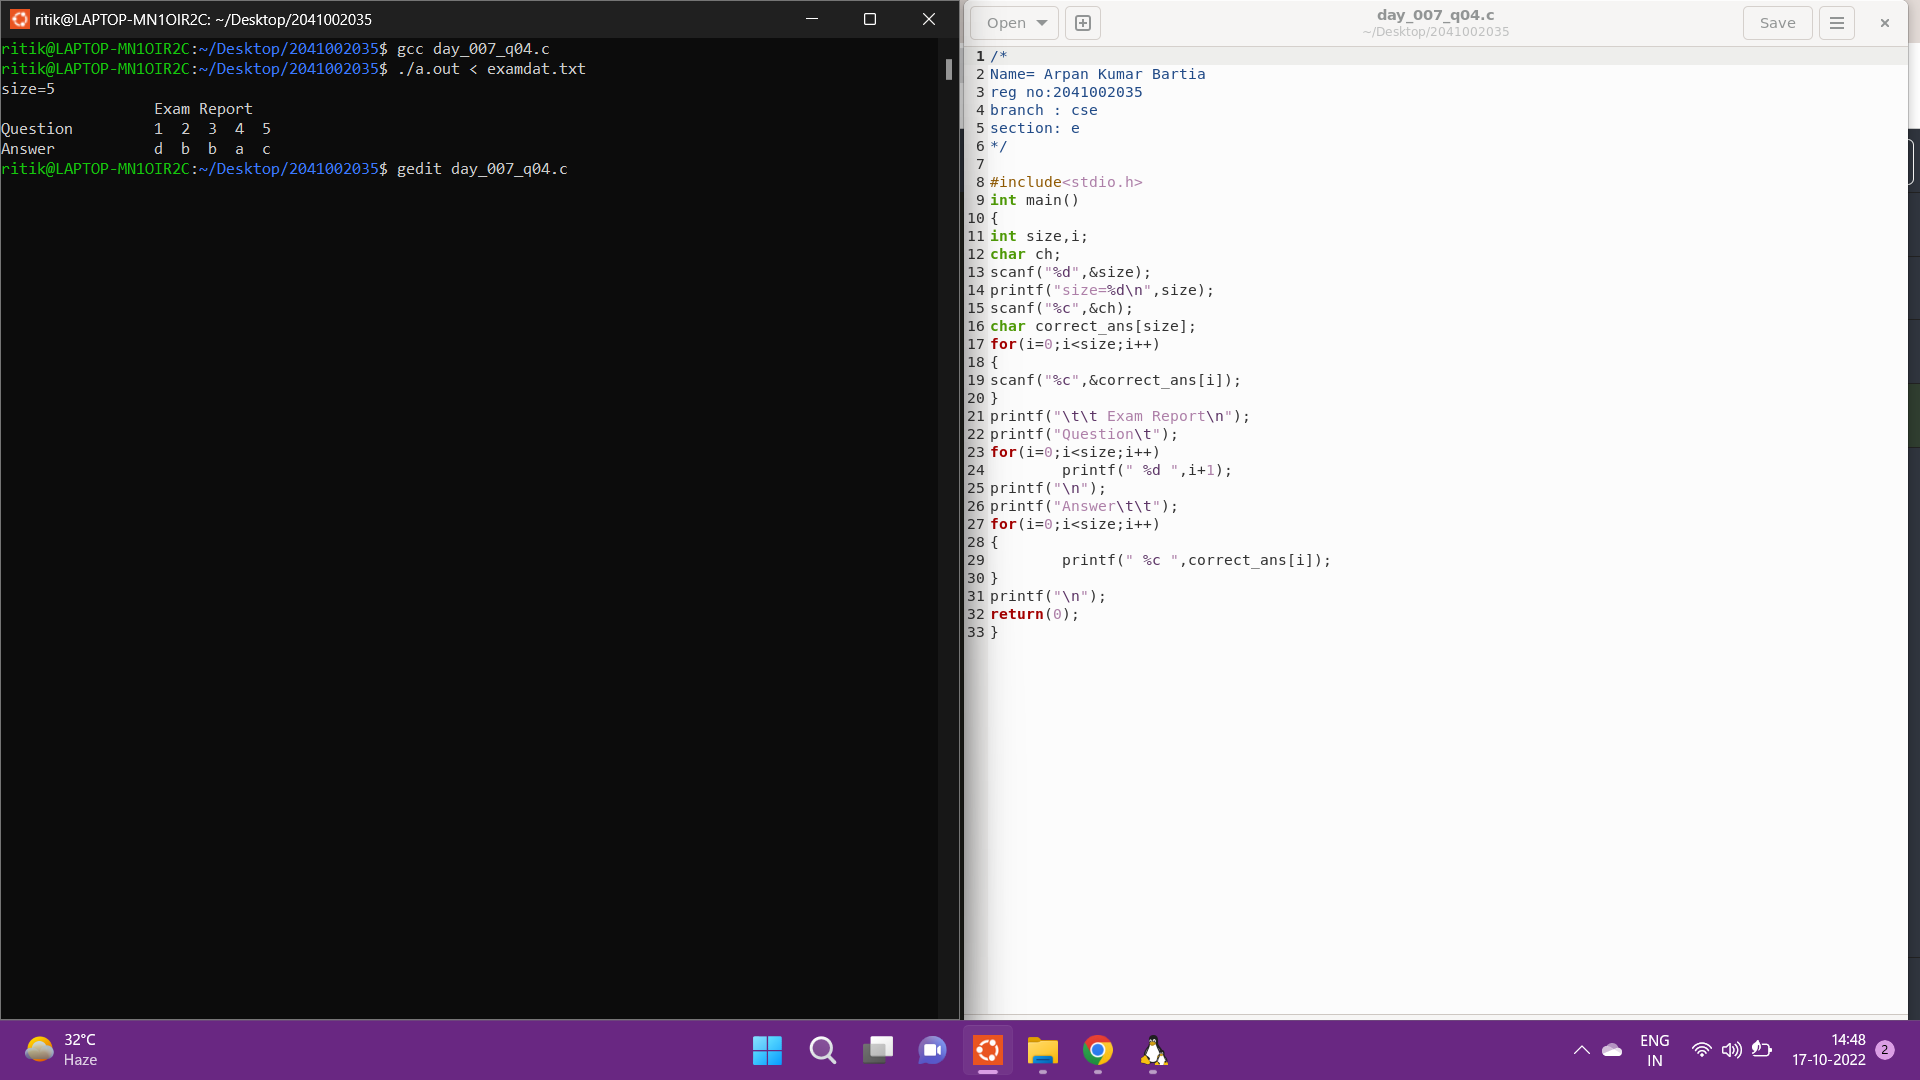 ritik@LAPTOP-MN1OIR2C: ~/Desktop/2041002035
ritik@LAPTOP-MN1OIR2C:~/Desktop/2041002035$ gcc day_007_q04.c
ritik@LAPTOP-MN1OIR2C:~/Desktop/2041002035$ ./a.out < examdat.txt
size=5
                 Exam Report
Question         1  2  3  4  5
Answer           d  b  b  a  c
ritik@LAPTOP-MN1OIR2C:~/Desktop/2041002035$ gedit day_007_q04.c
Open
day_007_q04.c
~/Desktop/2041002035
Save
1 /*
2 Name= Arpan Kumar Bartia
3 reg no:2041002035
4 branch : cse
5 section: e
6 */
7
8 #include<stdio.h>
9 int main()
10 {
11 int size,i;
12 char ch;
13 scanf("%d",&size);
14 printf("size=%d\n",size);
15 scanf("%c",&ch);
16 char correct_ans[size];
17 for(i=0;i<size;i++)
18 {
19 scanf("%c",&correct_ans[i]);
20 }
21 printf("\t\t Exam Report\n");
22 printf("Question\t");
23 for(i=0;i<size;i++)
24         printf(" %d ",i+1);
25 printf("\n");
26 printf("Answer\t\t");
27 for(i=0;i<size;i++)
28 {
29         printf(" %c ",correct_ans[i]);
30 }
31 printf("\n");
32 return(0);
33 }
32°C
Haze
ENG
IN
14:48
17-10-2022
2